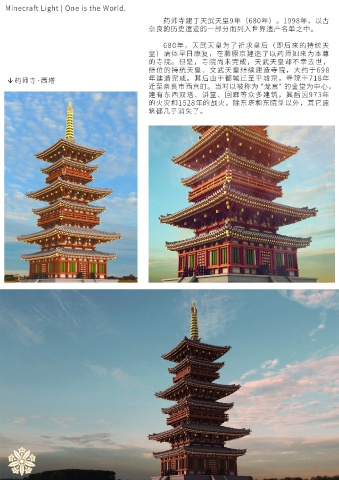 Minecraft Light | One is the World.
药师寺建于天武天皇9年（680年）。1998年，以古
奈良的历史遗迹的一部分而列入世界遗产名单之中。
680年，天武天皇为了祈求皇后（即后来的持统天
皇）病体早日康复，在藤原京建造了以药师如来为本尊
的寺院。但是，寺院尚未完成，天武天皇却不幸去世，
继位的持统天皇、文武天皇继续建造寺院，大约于698
年建造完成。其后由于都城迁至平城京，寺院于718年
迁至奈良市西京町。当时以被称为“龙宫”的金堂为中心，
建有东西双塔、讲堂、回廊等众多建筑，其后因973年
的火灾和1528年的战火，除东塔和东院堂以外，其它建
筑都几乎消失了。
↓药师寺·西塔